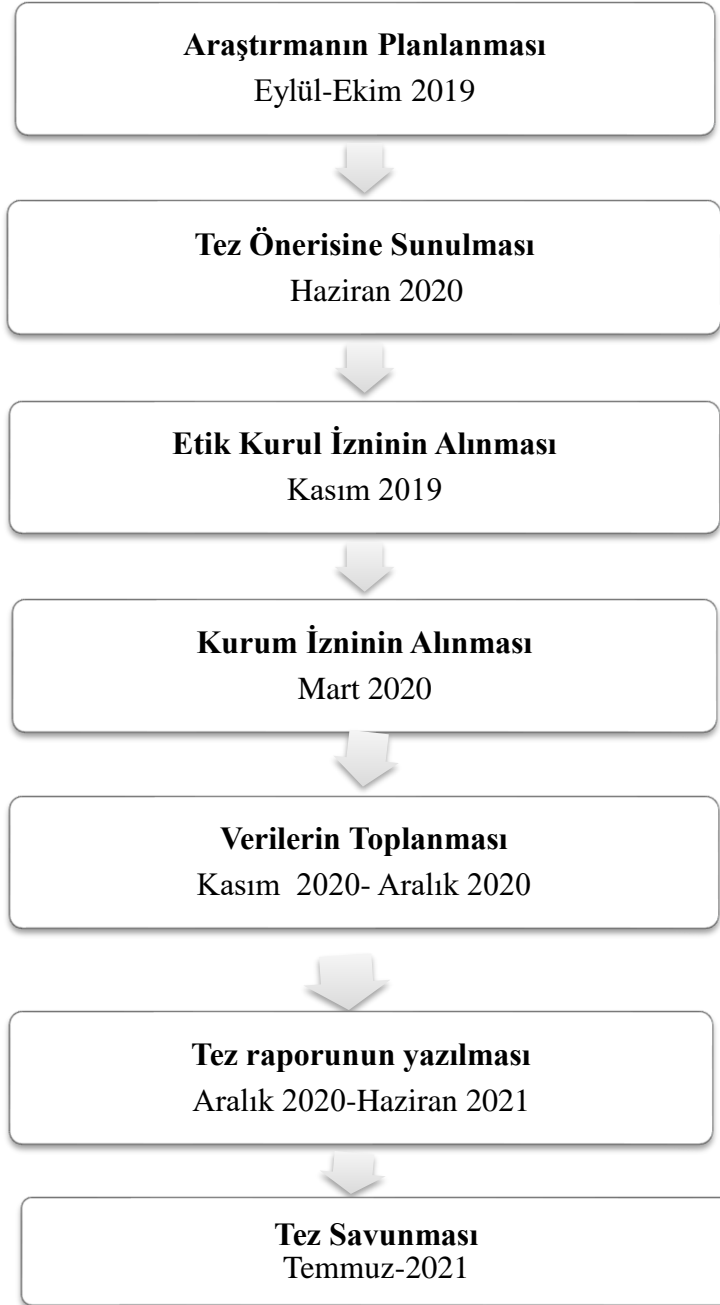 Araştırmanın Planlanması
Eylül-Ekim 2019
Tez Önerisine Sunulması
Haziran 2020
Etik Kurul İzninin Alınması
Kasım 2019
Kurum İzninin Alınması
Mart 2020
Verilerin Toplanması
Kasım  2020- Aralık 2020
Tez raporunun yazılması
Aralık 2020-Haziran 2021
Tez Savunması
Temmuz-2021